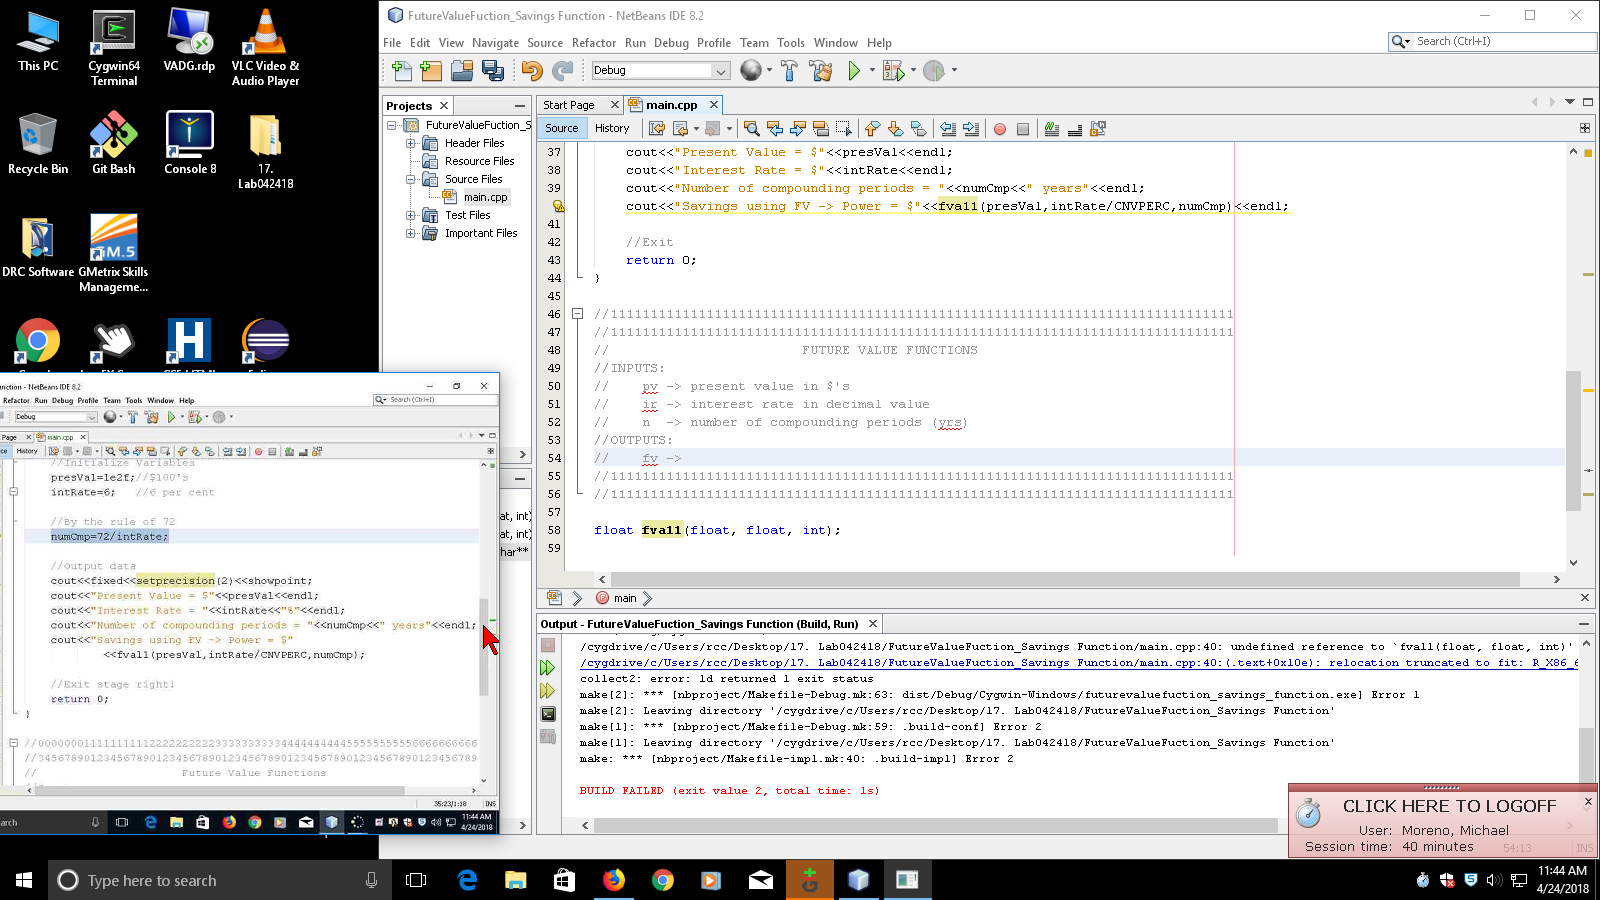 This PC
Cygwin64
Terminal
VADG.rdp
VLC Video &
Audio Player
Recycle Bin
Git Bash
Console 8
17.
Lab042418
DRC Software
GMetrix Skills
Manageme...
FutureValueFuction_Savings Function - NetBeans IDE 8.2
File Edit View Navigate Source Refactor Run Debug Profile Team Tools Window Help
Search (Ctrl+I)
Debug
Projects
FutureValueFuction_S
Header Files
Resource Files
Source Files
main.cpp
Test Files
Important Files
Start Page
main.cpp
Source
History
37 cout<<"Present Value = $"<<presVal<<endl;
38 cout<<"Interest Rate = $"<<intRate<<endl;
39 cout<<"Number of compounding periods = "<<numCmp<<" years"<<endl;
cout<<"Savings using FV -> Power = $"<<fval1(presVal,intRate/CNVPERC,numCmp)<<endl;
41
42 //Exit
43 return 0;
44 }
45
46
47
48 // FUTURE VALUE FUNCTIONS
49 //INPUTS:
50 // pv -> present value in $'s
51 // ir -> interest rate in decimal value
52 // n -> number of compounding periods (yrs)
53 //OUTPUTS:
54 // fv ->
55
56
57
58 float fval1(float, float, int);
59
main
Output - FutureValueFuction_Savings Function (Build, Run)
/cygdrive/c/Users/rcc/Desktop/17. Lab042418/FutureValueFuction_Savings Function/main.cpp:40: undefined reference to `fval1(float, float, int)'
/cygdrive/c/Users/rcc/Desktop/17. Lab042418/FutureValueFuction_Savings Function/main.cpp:40:(.text+0x10e): relocation truncated to fit: R_X86_6
collect2: error: ld returned 1 exit status
make[2]: *** [nbproject/Makefile-Debug.mk:63: dist/Debug/Cygwin-Windows/futurevaluefuction_savings_function.exe] Error 1
make[2]: Leaving directory '/cygdrive/c/Users/rcc/Desktop/17. Lab042418/FutureValueFuction_Savings Function'
make[1]: *** [nbproject/Makefile-Debug.mk:59: .build-conf] Error 2
make[1]: Leaving directory '/cygdrive/c/Users/rcc/Desktop/17. Lab042418/FutureValueFuction_Savings Function'
make: *** [nbproject/Makefile-impl.mk:40: .build-impl] Error 2
BUILD FAILED (exit value 2, total time: 1s)
unction - NetBeans IDE 8.2
Refactor Run Debug Profile Team Tools Window Help
Search (Ctrl+I)
Debug
Page
main.cpp
History
//Initialize Variables
presVal=1e2f;//$100's
intRate=6; //6 per cent
//By the rule of 72
numCmp=72/intRate;
//Output data
cout<<fixed<<setprecision(2)<<showpoint;
cout<<"Present Value = $"<<presVal<<endl;
cout<<"Interest Rate = "<<intRate<<"%"<<endl;
cout<<"Number of compounding periods = "<<numCmp<<" years"<<endl;
cout<<"Savings using FV -> Power = $"
<<fval1(presVal,intRate/CNVPERC,numCmp);
//Exit stage right!
return 0;
}
//0000000111111111122222222223333333333444444444455555555556666666666
//3456789012345678901234567890123456789012345678901234567890123456789
// Future Value Functions
35:23/1:18
INS
arch
11:44 AM
4/24/2018
at, int)
at, int)
har**
CLICK HERE TO LOGOFF
User: Moreno, Michael
Session time: 40 minutes
54:13
INS
Type here to search
11:44 AM
4/24/2018